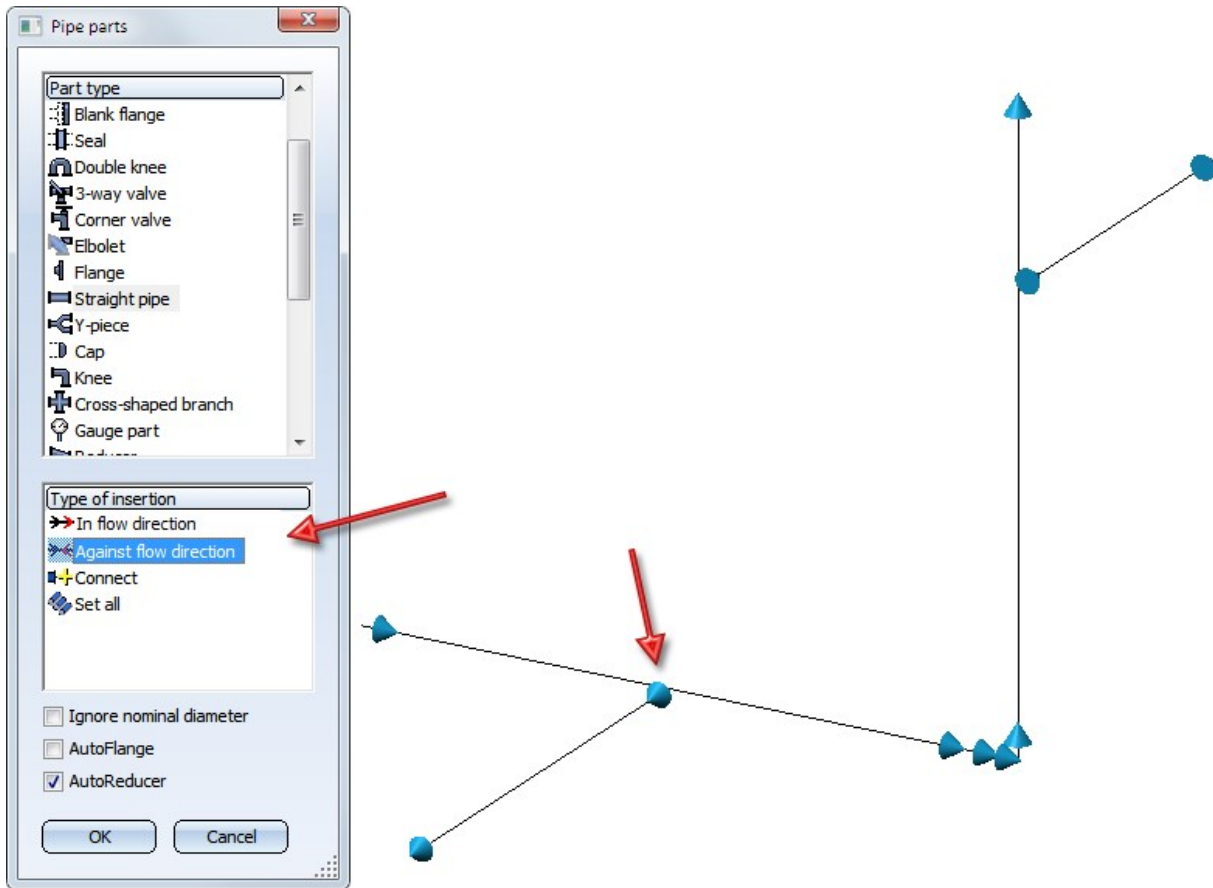 Pipe parts
Part type
Blank flange
Seal
Double knee
3-way valve
Corner valve
Elbolet
Flange
Straight pipe
Y-piece
Cap
Knee
Cross-shaped branch
Gauge part
Type of insertion
In flow direction
Against flow direction
Connect
Set all
Ignore nominal diameter
AutoFlange
AutoReducer
OK Cancel